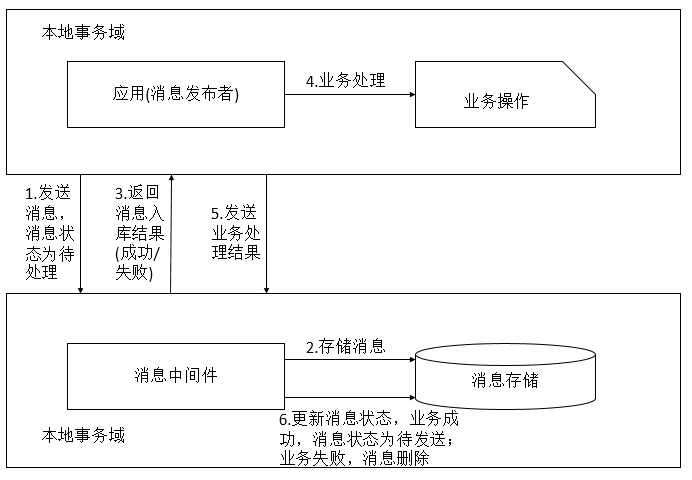 本地事务域
应用(消息发布者)
4.业务处理
业务操作
1.发送
消息，
消息状
态为待
处理
3.返回
消息入
库结果
(成功/
失败)
5.发送
业务处
理结果
消息中间件
2.存储消息
消息存储
6.更新消息状态，业务成
功，消息状态为待发送；
业务失败，消息删除
本地事务域